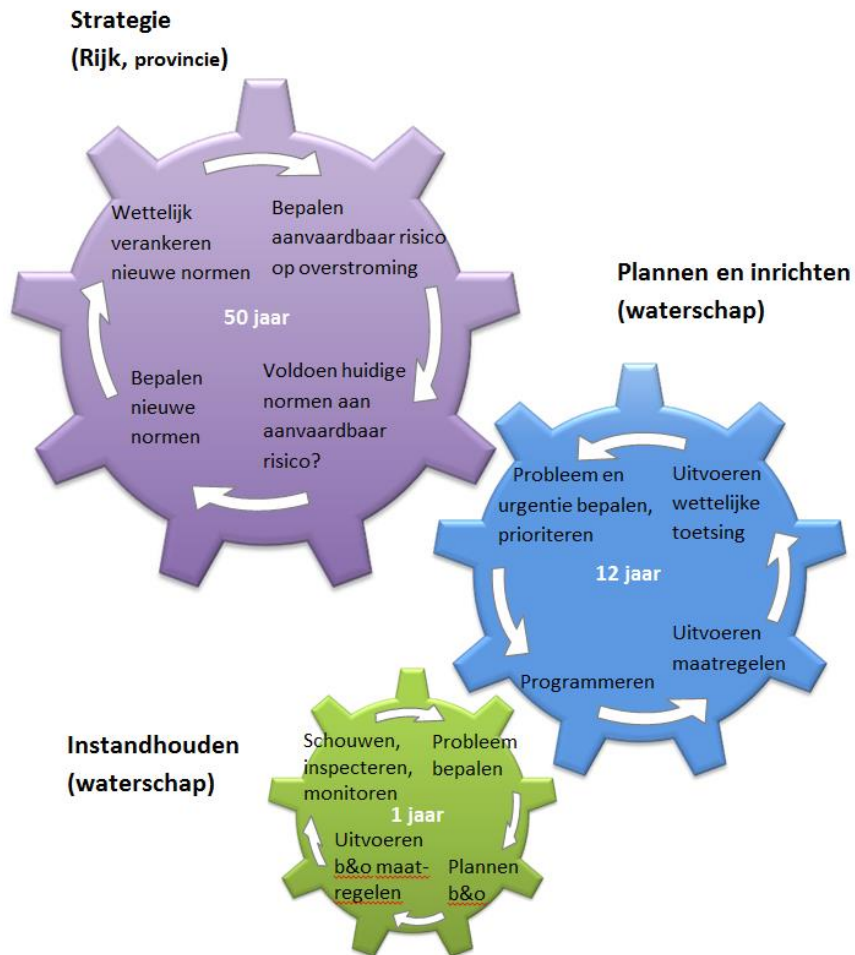 Strategie
(Rijk, provincie)
Wettelijk
verankeren
nieuwe normen
Bepalen
aanvaardbaar risico
op overstroming
50 jaar
Bepalen
nieuwe
normen
Voldoen huidige
normen aan
aanvaardbaar
risico?
Plannen en inrichten
(waterschap)
Probleem en
urgentie bepalen,
prioriteren
Uitvoeren
wettelijke
toetsing
12 jaar
Programmeren
Uitvoeren
maatregelen
Instandhouden
(waterschap)
Schouwen,
inspecteren,
monitoren
Probleem
bepalen
1 jaar
Uitvoeren
b&o maat-
regelen
Plannen
b&o